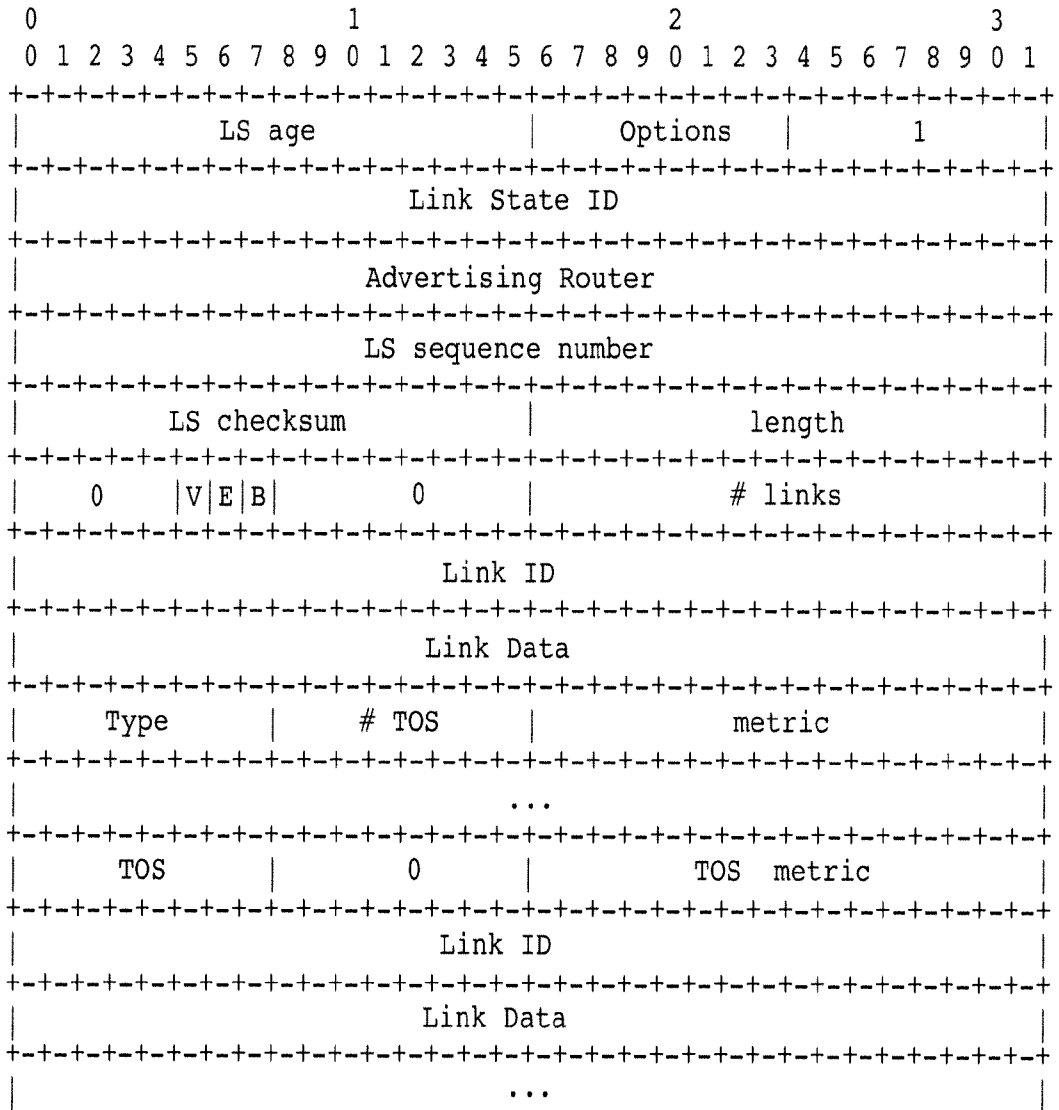 0                   1                   2                   3
0 1 2 3 4 5 6 7 8 9 0 1 2 3 4 5 6 7 8 9 0 1 2 3 4 5 6 7 8 9 0 1
+-+-+-+-+-+-+-+-+-+-+-+-+-+-+-+-+-+-+-+-+-+-+-+-+-+-+-+-+-+-+-+-+
| LS age | Options | 1 |
+-+-+-+-+-+-+-+-+-+-+-+-+-+-+-+-+-+-+-+-+-+-+-+-+-+-+-+-+-+-+-+-+
| Link State ID |
+-+-+-+-+-+-+-+-+-+-+-+-+-+-+-+-+-+-+-+-+-+-+-+-+-+-+-+-+-+-+-+-+
| Advertising Router |
+-+-+-+-+-+-+-+-+-+-+-+-+-+-+-+-+-+-+-+-+-+-+-+-+-+-+-+-+-+-+-+-+
| LS sequence number |
+-+-+-+-+-+-+-+-+-+-+-+-+-+-+-+-+-+-+-+-+-+-+-+-+-+-+-+-+-+-+-+-+
| LS checksum | length |
+-+-+-+-+-+-+-+-+-+-+-+-+-+-+-+-+-+-+-+-+-+-+-+-+-+-+-+-+-+-+-+-+
| 0 |V|E|B| 0 | # links |
+-+-+-+-+-+-+-+-+-+-+-+-+-+-+-+-+-+-+-+-+-+-+-+-+-+-+-+-+-+-+-+-+
| Link ID |
+-+-+-+-+-+-+-+-+-+-+-+-+-+-+-+-+-+-+-+-+-+-+-+-+-+-+-+-+-+-+-+-+
| Link Data |
+-+-+-+-+-+-+-+-+-+-+-+-+-+-+-+-+-+-+-+-+-+-+-+-+-+-+-+-+-+-+-+-+
| Type | # TOS | metric |
+-+-+-+-+-+-+-+-+-+-+-+-+-+-+-+-+-+-+-+-+-+-+-+-+-+-+-+-+-+-+-+-+
| ... |
+-+-+-+-+-+-+-+-+-+-+-+-+-+-+-+-+-+-+-+-+-+-+-+-+-+-+-+-+-+-+-+-+
| TOS | 0 | TOS metric |
+-+-+-+-+-+-+-+-+-+-+-+-+-+-+-+-+-+-+-+-+-+-+-+-+-+-+-+-+-+-+-+-+
| Link ID |
+-+-+-+-+-+-+-+-+-+-+-+-+-+-+-+-+-+-+-+-+-+-+-+-+-+-+-+-+-+-+-+-+
| Link Data |
+-+-+-+-+-+-+-+-+-+-+-+-+-+-+-+-+-+-+-+-+-+-+-+-+-+-+-+-+-+-+-+-+
| ... |